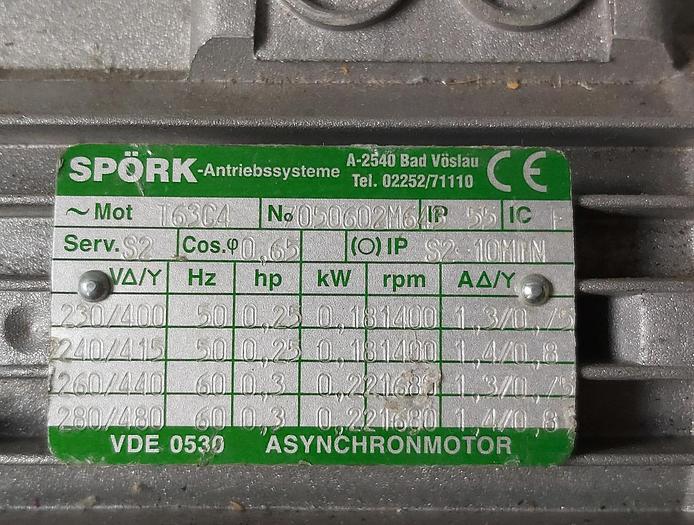 SPÖRK-Antriebssysteme A-2540 Bad Vöslau
Tel. 02252/71110 CE
~ Mot T63C4 No IP 55 IC F
Serv. S2 Cos.φ 0,65 (O) IP S2 10MIN
V∆/Y Hz hp kW rpm A∆/Y
230/400 50 0,25 0,18 1400 1,3/0,75
240/415 50 0,25 0,18 1400 1,4/0,8
260/440 60 0,3 0,22 1680 1,3/0,75
280/480 60 0,3 0,22 1680 1,4/0,8
VDE 0530 ASYNCHRONMOTOR